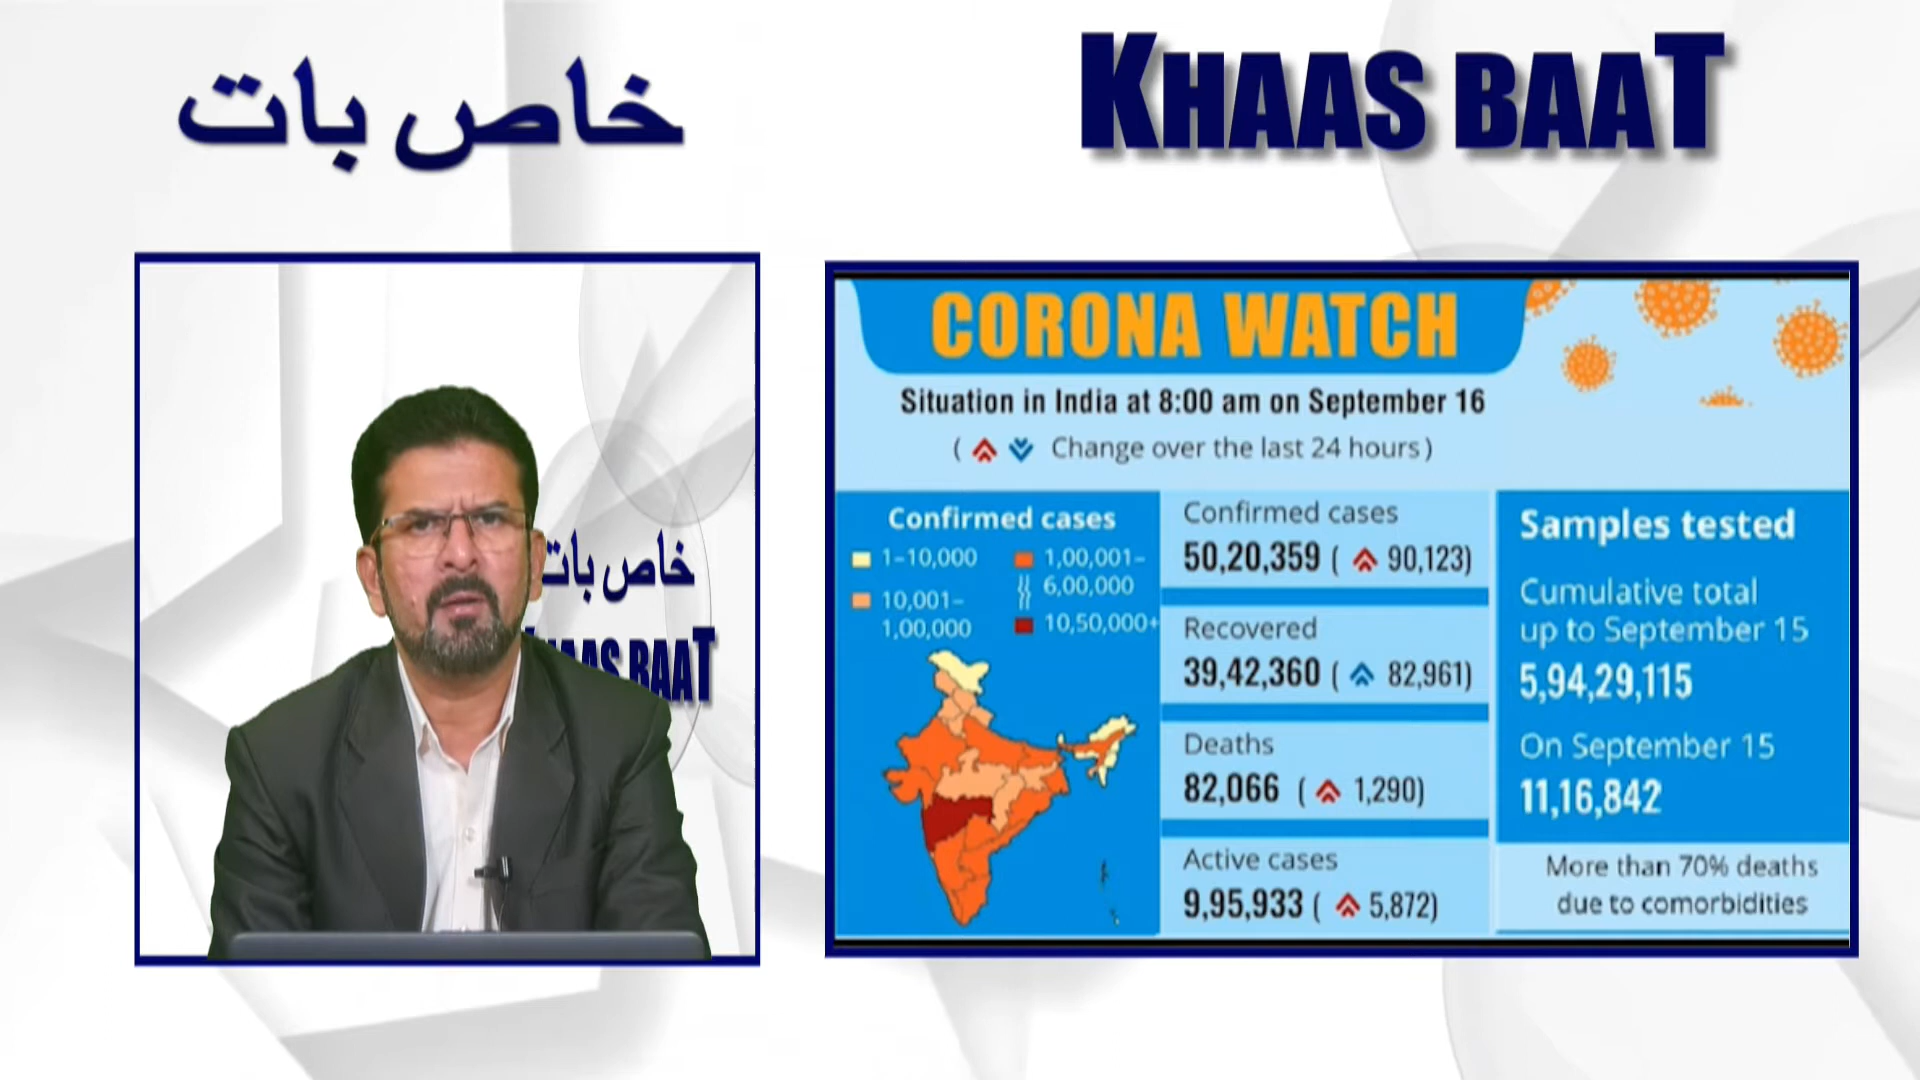 خاص بات
KHAAS BAAT
خاص بات
KHAAS BAAT
CORONA WATCH
Situation in India at 8:00 am on September 16
( Change over the last 24 hours)
Confirmed cases
1–10,000
10,001–
1,00,000
1,00,001–
6,00,000
10,50,000+
Confirmed cases
50,20,359 ( 90,123)
Recovered
39,42,360 ( 82,961)
Deaths
82,066 ( 1,290)
Active cases
9,95,933 ( 5,872)
Samples tested
Cumulative total
up to September 15
5,94,29,115
On September 15
11,16,842
More than 70% deaths
due to comorbidities